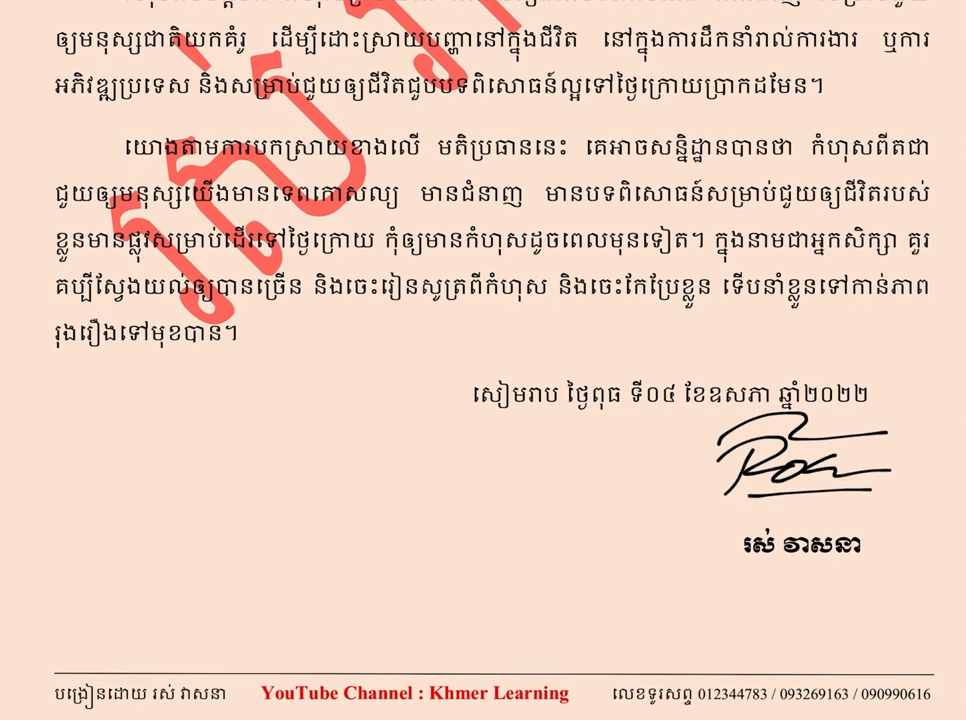 ឲ្យមនុស្សជាតិយកគំរូ ដើម្បីដោះស្រាយបញ្ហានៅក្នុងជីវិត នៅក្នុងការដឹកនាំរាល់ការងារ ឬការ
អភិវឌ្ឍប្រទេស និងសម្រាប់ជួយឲ្យជីវិតជួបបទពិសោធន៍ល្អទៅថ្ងៃក្រោយប្រាកដមែន។
យោងតាមការបកស្រាយខាងលើ មតិប្រធាននេះ គេអាចសន្និដ្ឋានបានថា កំហុសពីតជា
ជួយឲ្យមនុស្សយើងមានទេពកោសល្យ មានជំនាញ មានបទពិសោធន៍សម្រាប់ជួយឲ្យជីវិតរបស់
ខ្លួនមានផ្លូវសម្រាប់ដើរទៅថ្ងៃក្រោយ កុំឲ្យមានកំហុសដូចពេលមុនទៀត។ ក្នុងនាមជាអ្នកសិក្សា គួរ
គប្បីស្វែងយល់ឲ្យបានច្រើន និងចេះរៀនសូត្រពីកំហុស និងចេះកែប្រែខ្លួន ទើបនាំខ្លួនទៅកាន់ភាព
រុងរឿងទៅមុខបាន។
សៀមរាប ថ្ងៃពុធ ទី០៤ ខែឧសភា ឆ្នាំ២០២២
រស់ វាសនា
បង្រៀនដោយ រស់ វាសនា YouTube Channel : Khmer Learning លេខទូរសព្ទ 012344783 / 093269163 / 090990616